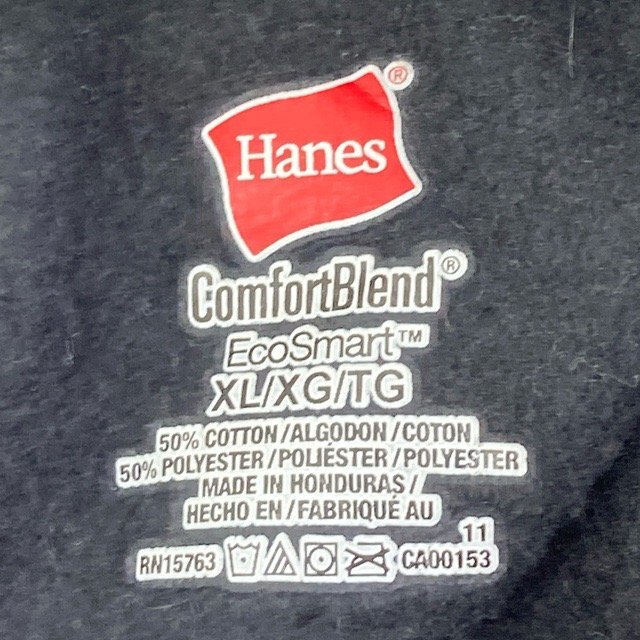 Hanes®
ComfortBlend®
EcoSmart™
XL/XG/TG
50% COTTON/ALGODON/COTON
50% POLYESTER/POLIÉSTER/POLYESTER
MADE IN HONDURAS/
HECHO EN/FABRIQUÉ AU
11
RN15763 CA00153